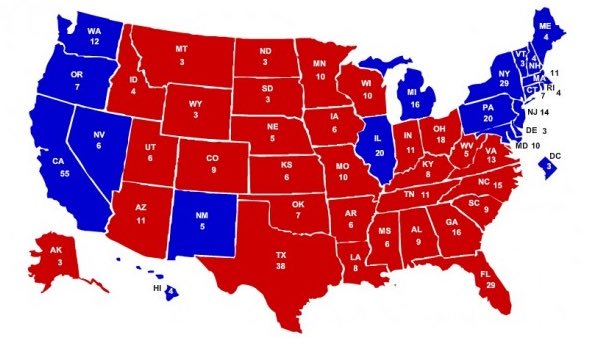 WA
12
OR
7
CA
55
NV
6
ID
4
MT
3
WY
3
UT
6
CO
9
AZ
11
NM
5
ND
3
SD
3
NE
5
KS
6
OK
7
TX
38
MN
10
IA
6
MO
10
AR
6
LA
8
WI
10
IL
20
MI
16
IN
11
OH
18
KY
8
TN 11
MS
6
AL
9
GA
16
FL
29
SC
9
NC 15
VA
13
WV
5
PA
20
NY
29
VT
3
4
NH
ME
4
MA
11
CT
7
RI 4
NJ 14
DE 3
MD 10
DC
3
AK
3
HI
4